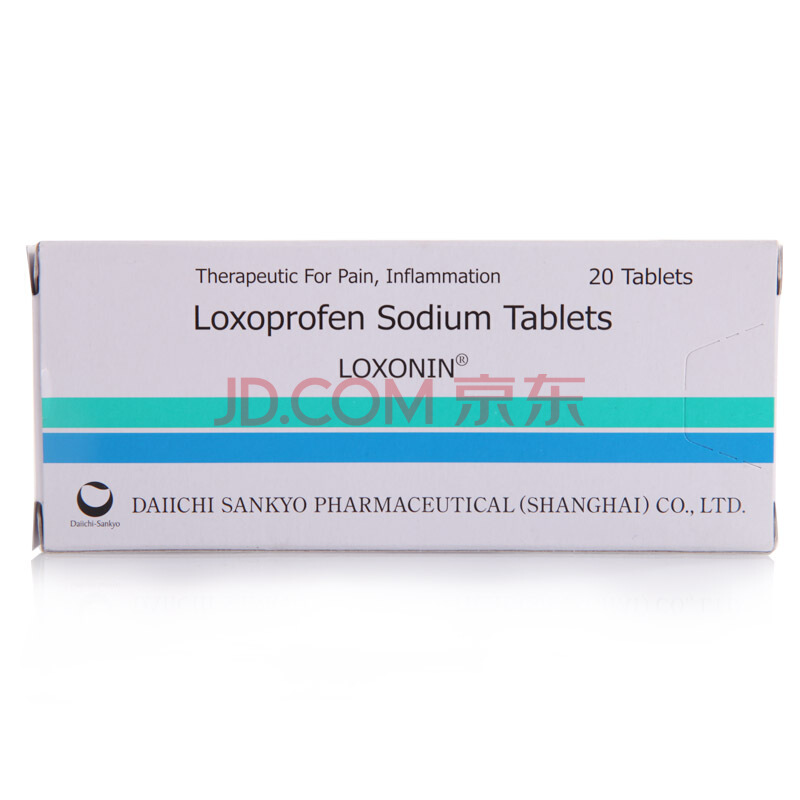 Therapeutic For Pain, Inflammation 20 Tablets
Loxoprofen Sodium Tablets
LOXONIN®
JD.COM 京东
Daiichi-Sankyo
DAIICHI SANKYO PHARMACEUTICAL (SHANGHAI) CO., LTD.